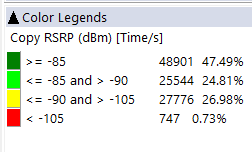 Color Legends
Copy RSRP (dBm) [Time/s]
>= -85 48901 47.49%
<= -85 and > -90 25544 24.81%
<= -90 and > -105 27776 26.98%
< -105 747 0.73%